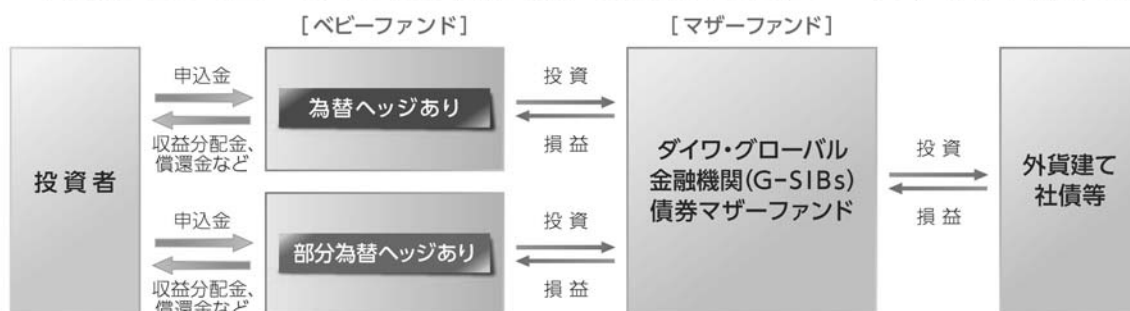 [ベビーファンド]
[マザーファンド]
投資者
申込金
収益分配金、
償還金など
為替ヘッジあり
投資
損益
申込金
収益分配金、
償還金など
部分為替ヘッジあり
投資
損益
ダイワ・グローバル
金融機関(G-SIBs)
債券マザーファンド
投資
損益
外貨建て
社債等